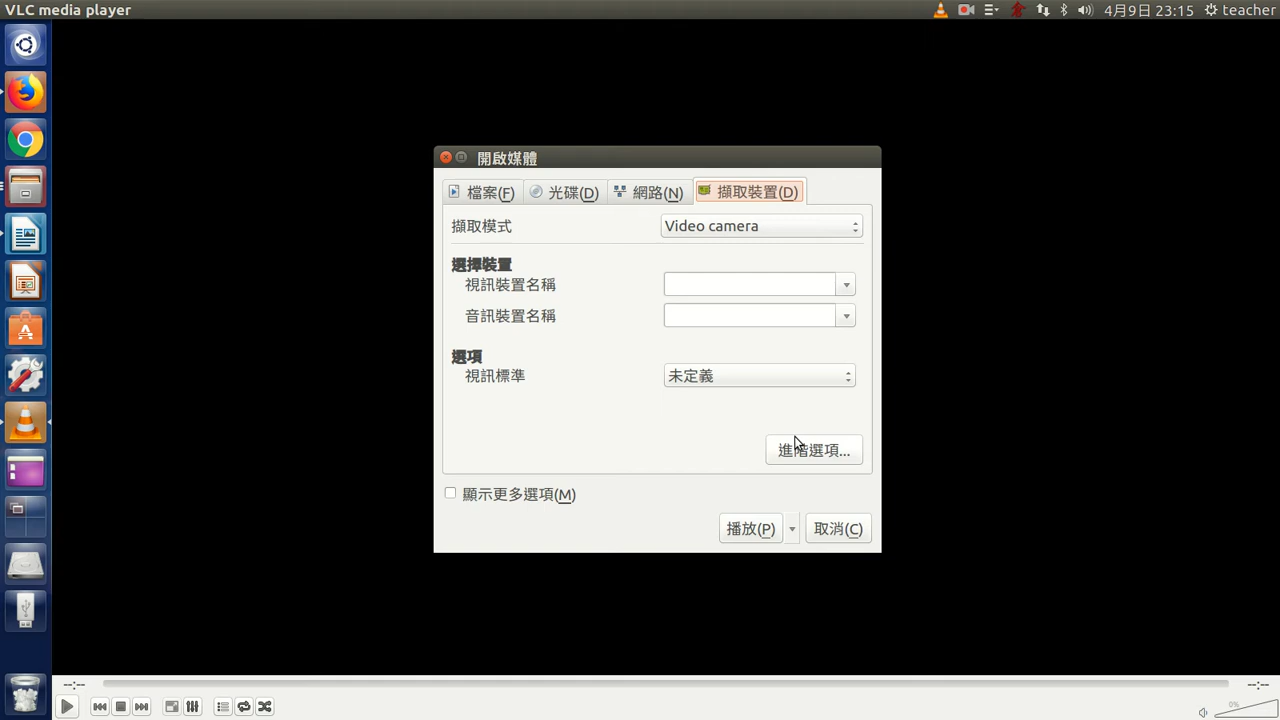 VLC media player
4月9日 23:15
teacher
開啟媒體
檔案(F)
光碟(D)
網路(N)
擷取裝置(D)
擷取模式
Video camera
選擇裝置
視訊裝置名稱
音訊裝置名稱
選項
視訊標準
未定義
進階選項...
顯示更多選項(M)
播放(P)
取消(C)
--:--
--:--
0%